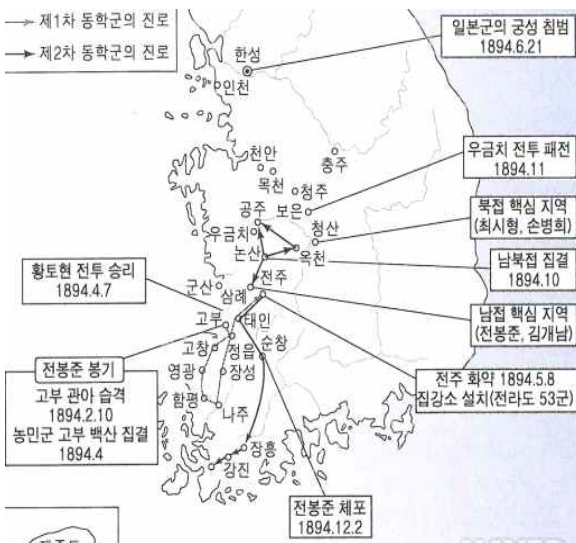 제1차 동학군의 진로
제2차 동학군의 진로
한성
인천
일본군의 궁성 침범
1894.6.21
천안
목천
충주
청주
보은
우금치 전투 패전
1894.11
공주
우금치
논산
청산
옥천
북접 핵심 지역
(최시형, 손병희)
남북접 집결
1894.10
황토현 전투 승리
1894.4.7
군산
삼례
전주
남접 핵심 지역
(전봉준, 김개남)
고부
태인
정읍
순창
고창
영광
장성
함평
나주
전봉준 봉기
고부 관아 습격
1894.2.10
농민군 고부 백산 집결
1894.4
전주 화약 1894.5.8
집강소 설치(전라도 53군)
장흥
강진
전봉준 체포
1894.12.2